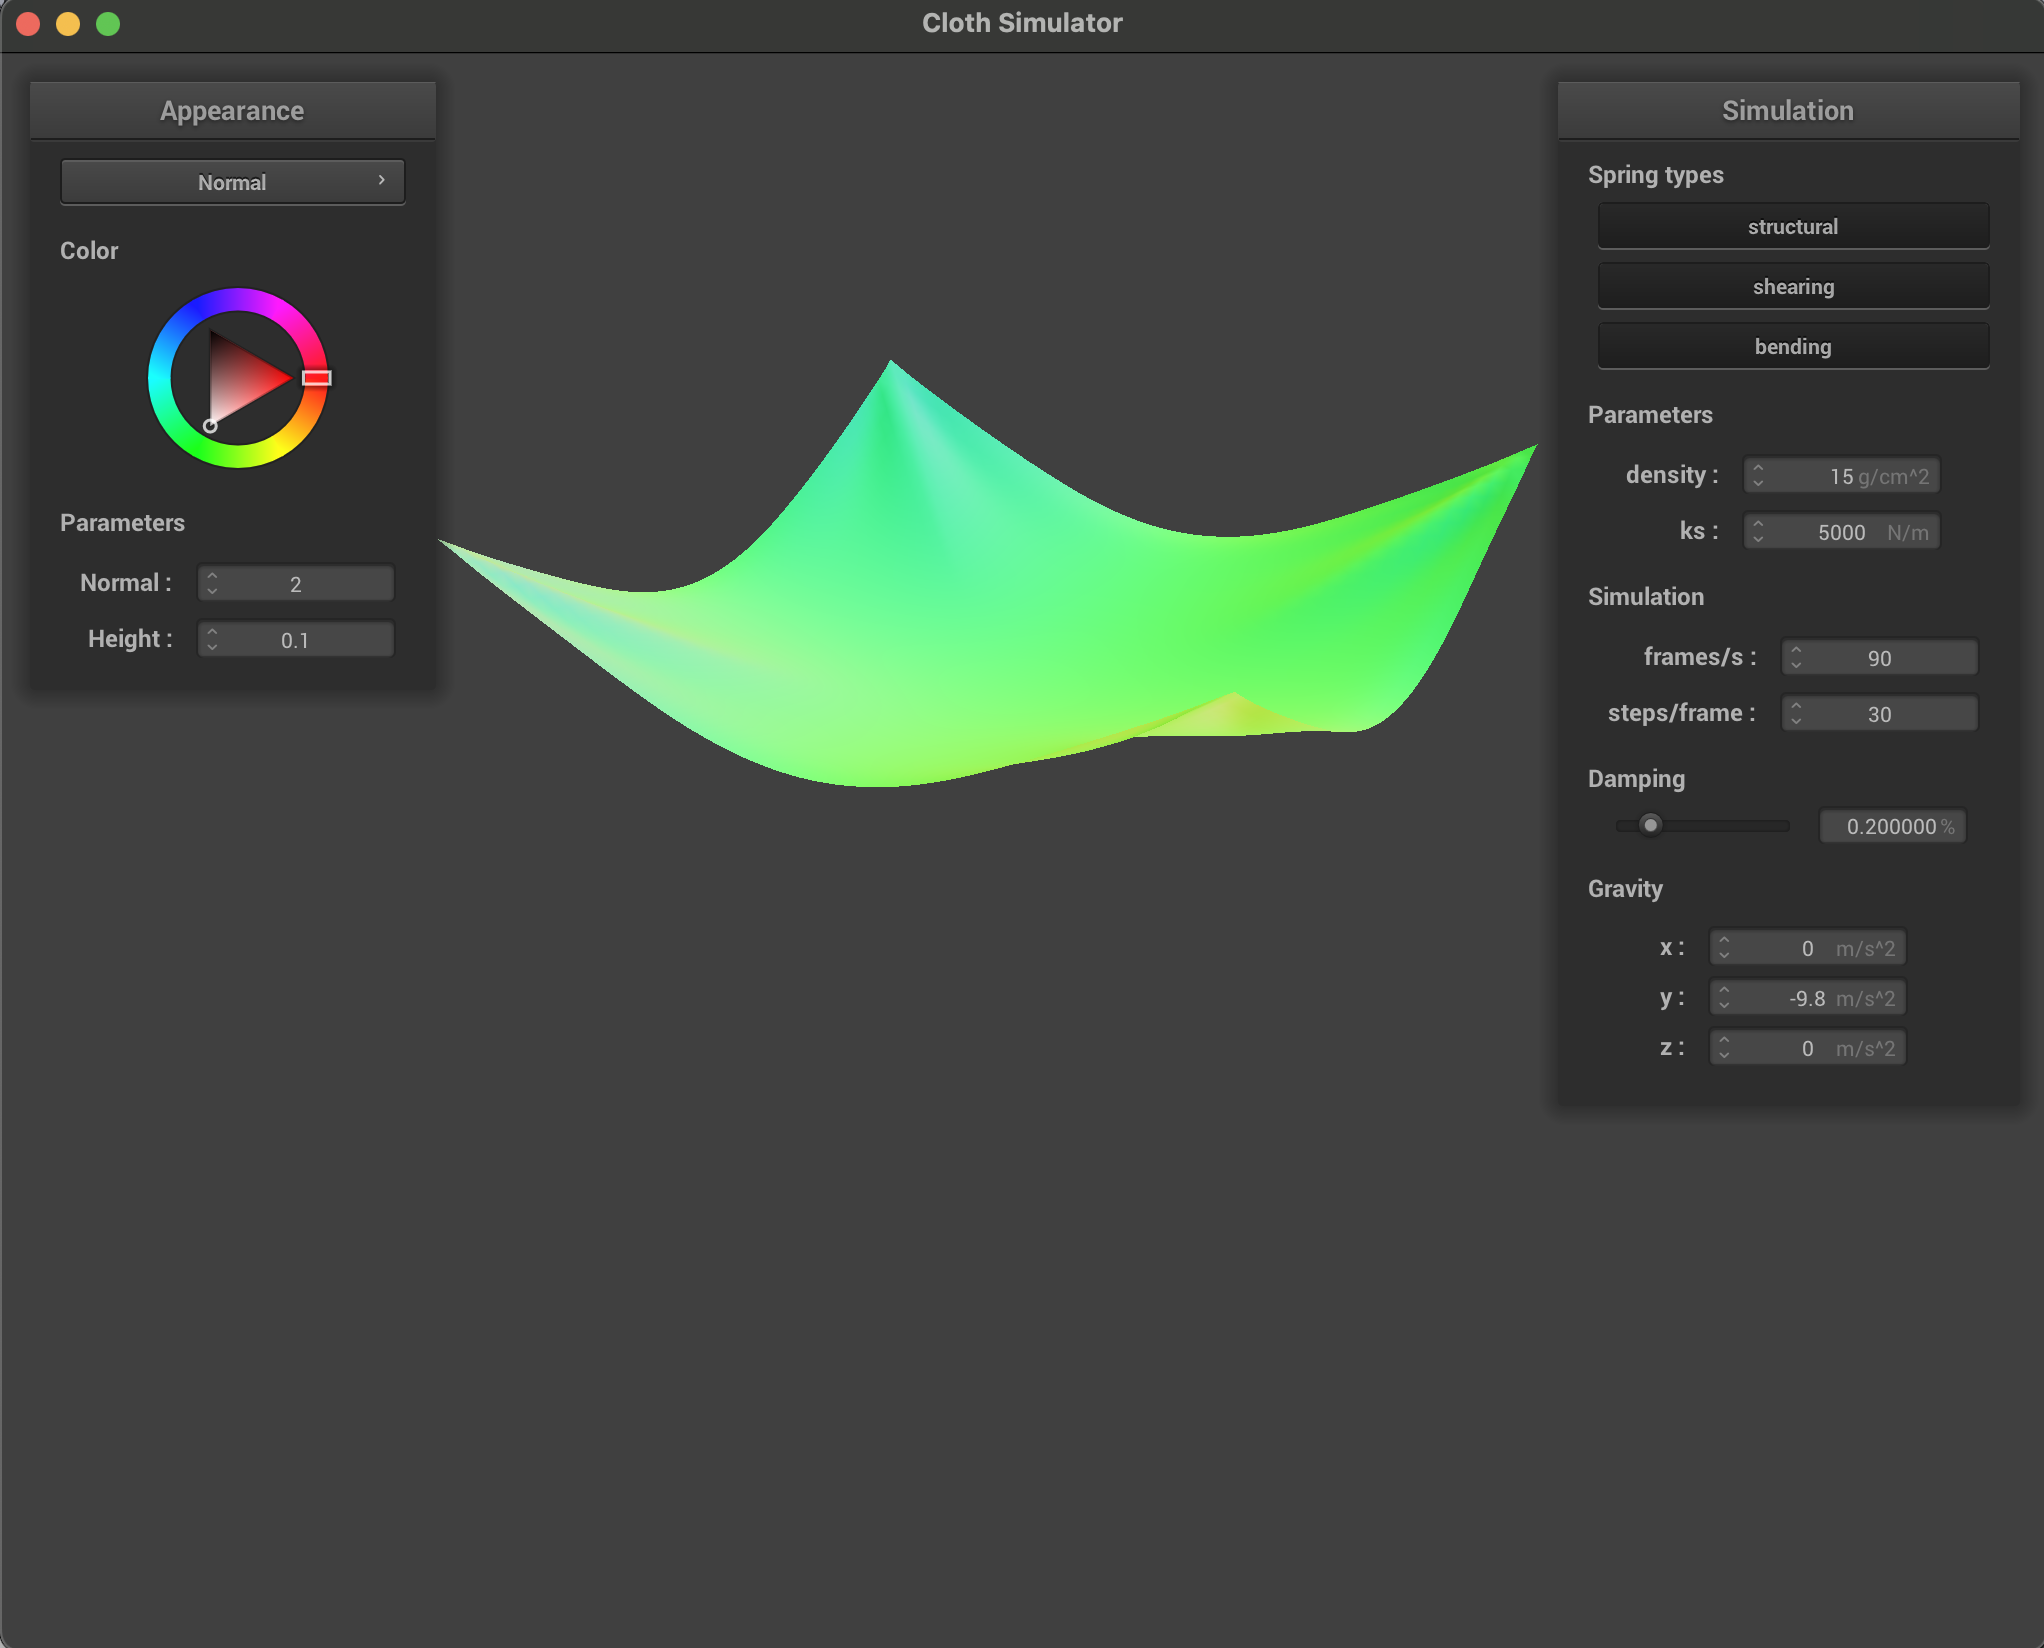 Cloth Simulator
Appearance
Normal
Color
Parameters
Normal : 2
Height : 0.1
Simulation
Spring types
structural
shearing
bending
Parameters
density : 15 g/cm^2
ks : 5000 N/m
Simulation
frames/s : 90
steps/frame : 30
Damping
0.200000 %
Gravity
x : 0 m/s^2
y : -9.8 m/s^2
z : 0 m/s^2